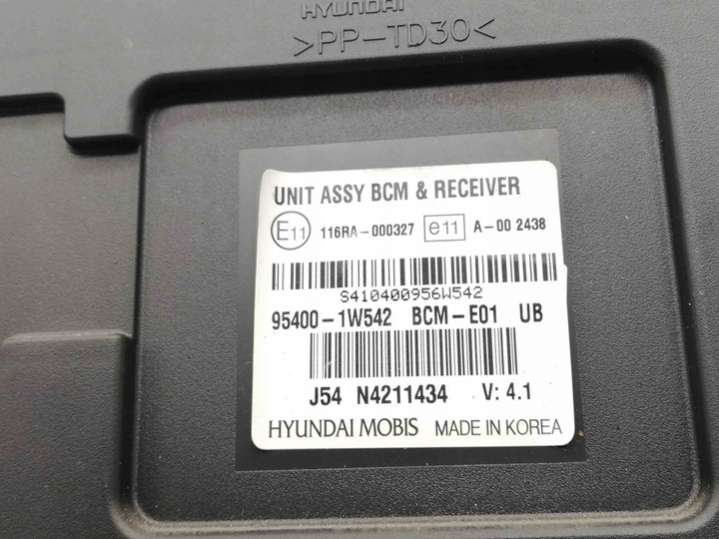 HYUNDAI
>PP-TD30<
UNIT ASSY BCM & RECEIVER
E11 116RA-000327 e11 A-00 2438
S410400956W542
95400-1W542 BCM-E01 UB
J54 N4211434 V: 4.1
HYUNDAI MOBIS MADE IN KOREA